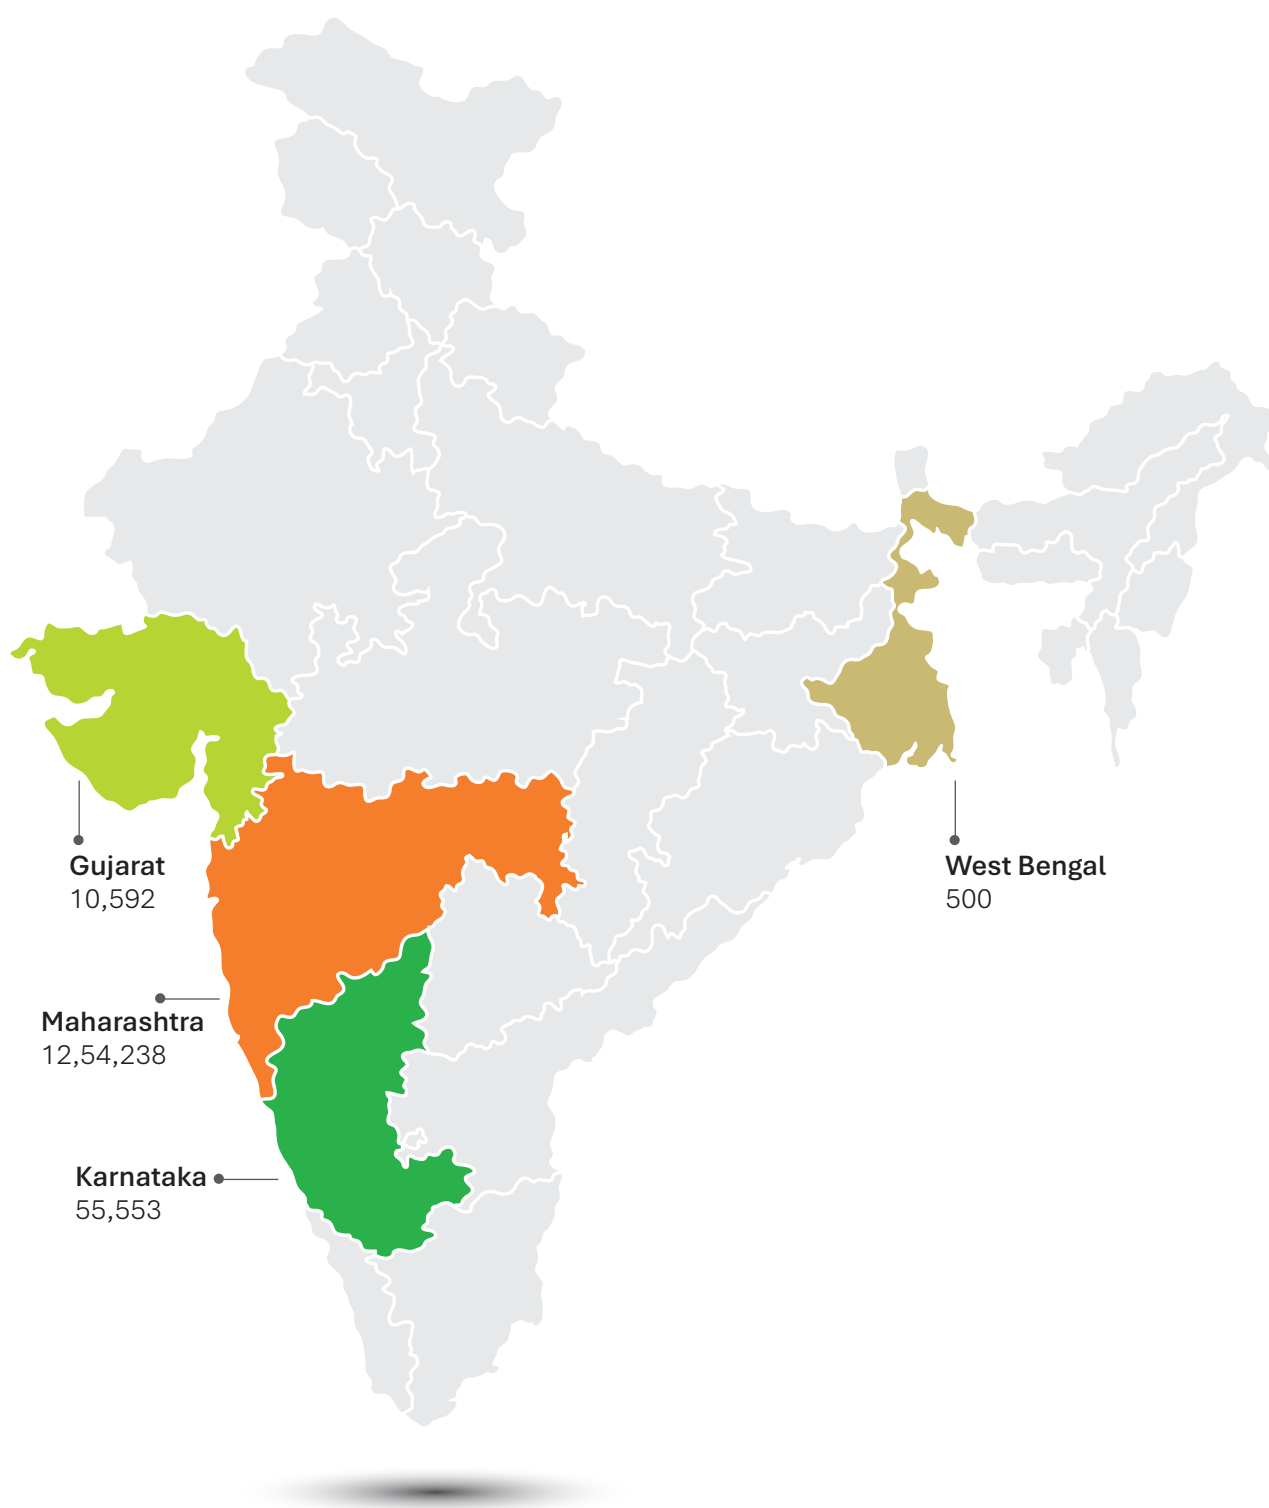 Gujarat
10,592
West Bengal
500
Maharashtra
12,54,238
Karnataka
55,553